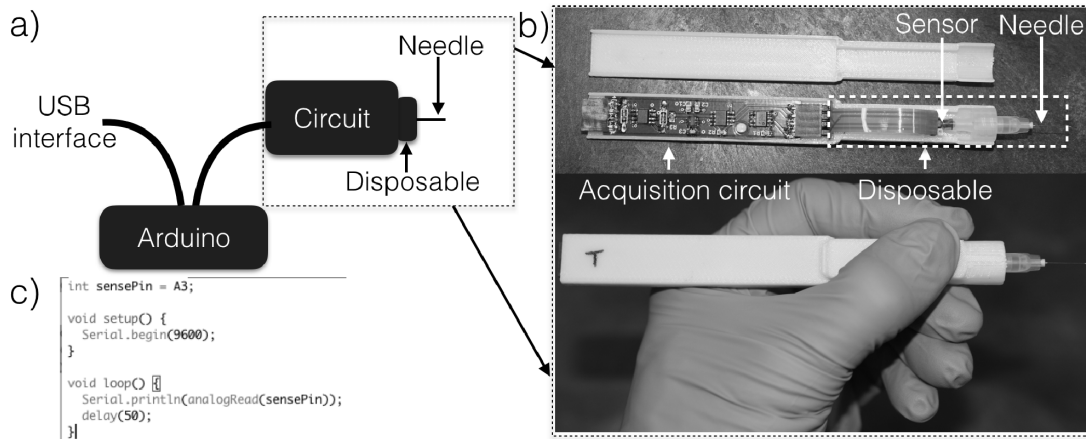 a)
USB
interface
Circuit
Needle
Disposable
Arduino
b)
Sensor
Needle
Acquisition circuit
Disposable
T
c)
int sensePin = A3;
void setup() {
Serial.begin(9600);
}
void loop() {
Serial.println(analogRead(sensePin));
delay(50);
}